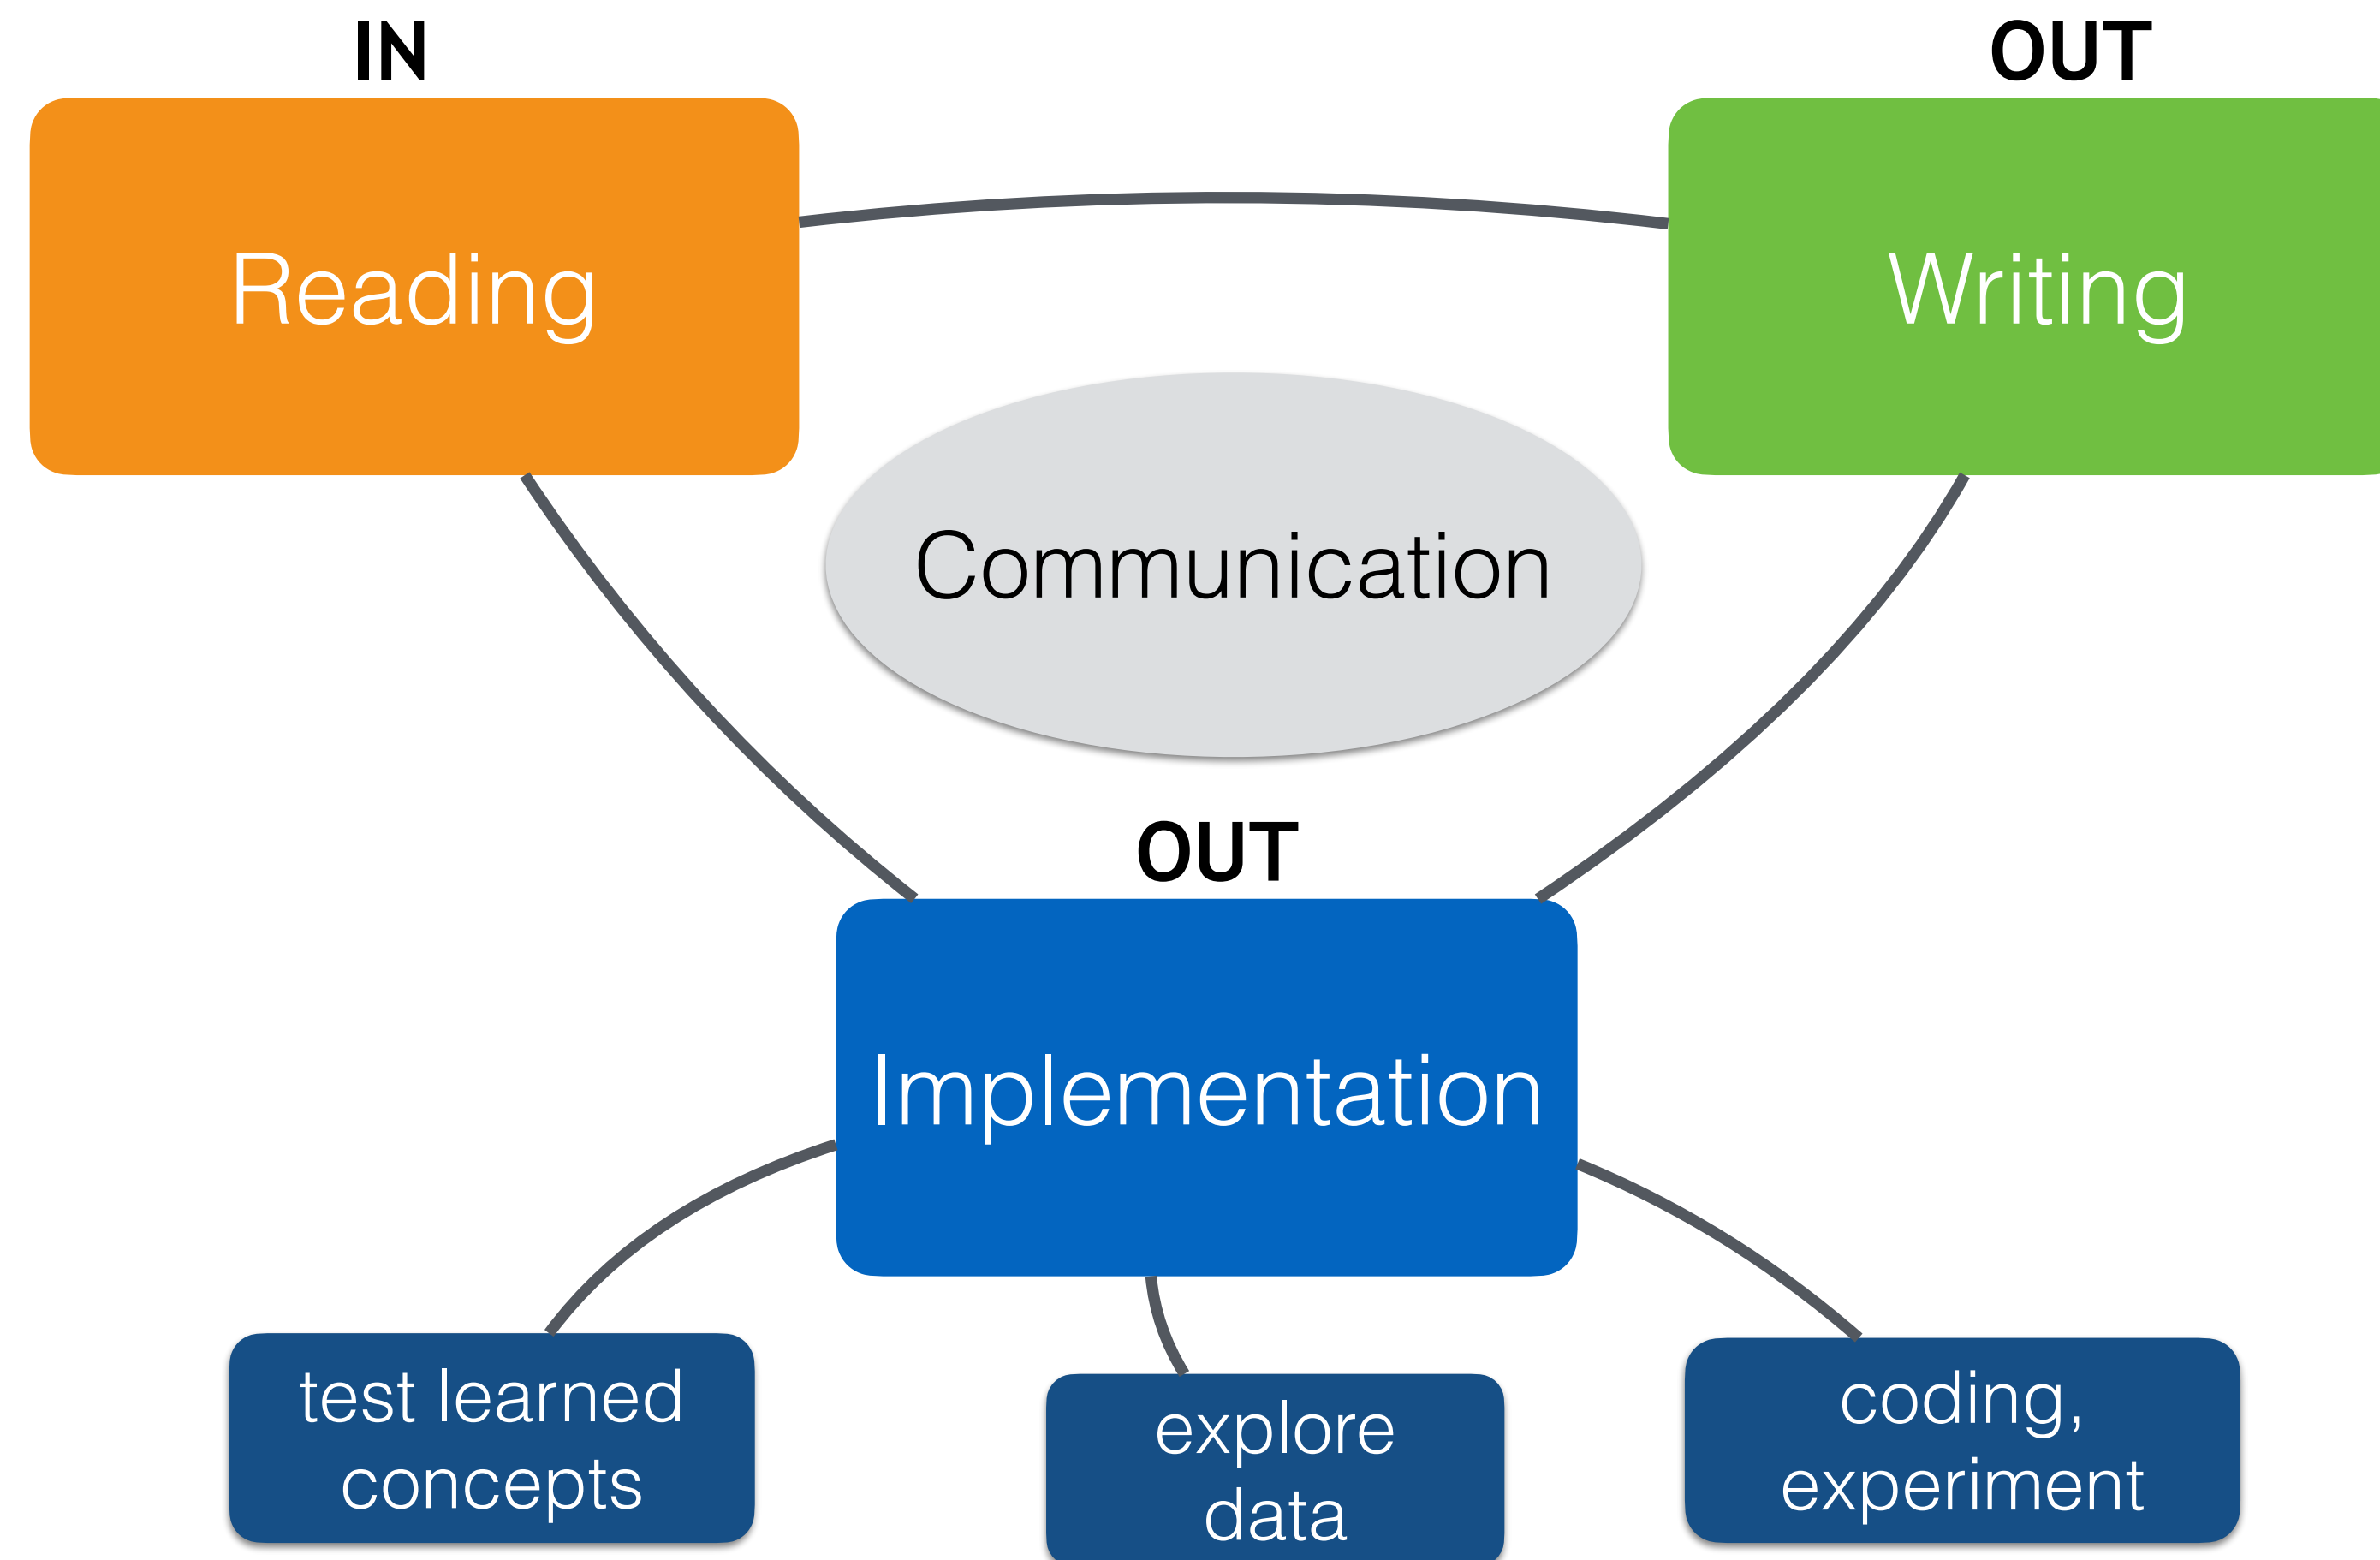 IN
OUT
Reading
Writing
Communication
OUT
Implementation
test learned
concepts
explore
data
coding,
experiment